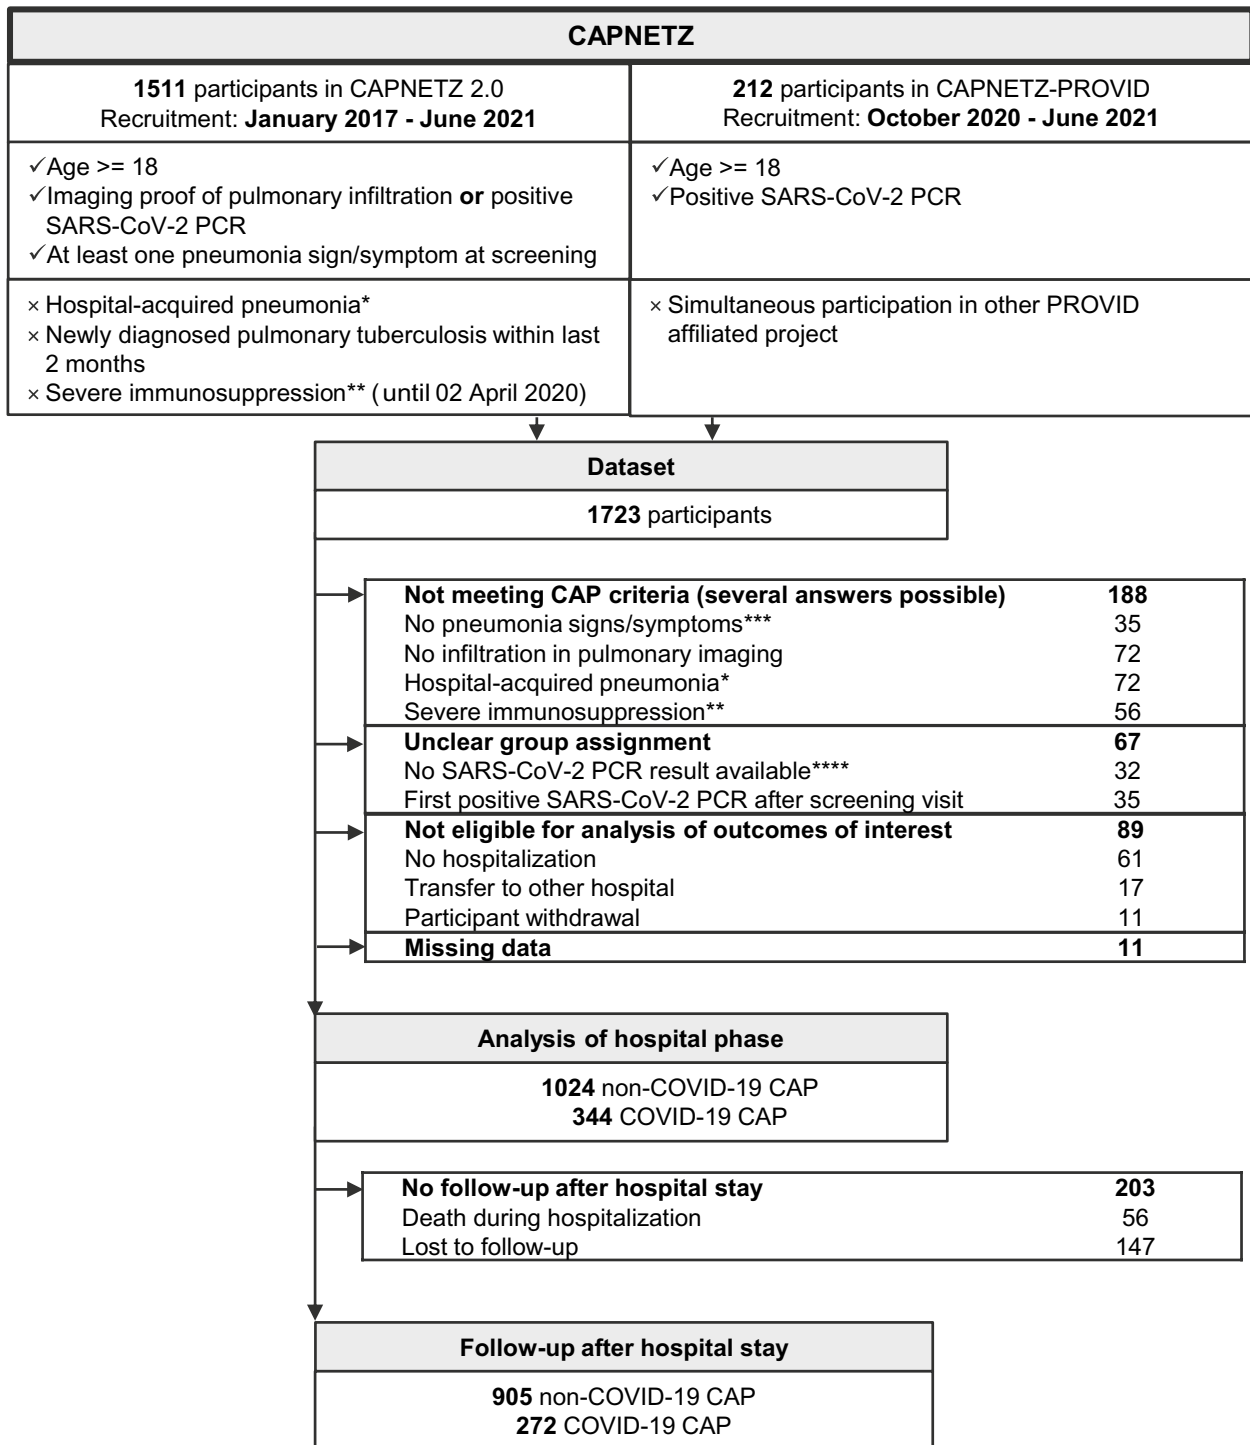 CAPNETZ
1511 participants in CAPNETZ 2.0
Recruitment: January 2017 - June 2021
212 participants in CAPNETZ-PROVID
Recruitment: October 2020 - June 2021
✓Age >= 18
✓Imaging proof of pulmonary infiltration or positive
SARS-CoV-2 PCR
✓At least one pneumonia sign/symptom at screening
✓Age >= 18
✓Positive SARS-CoV-2 PCR
× Hospital-acquired pneumonia*
× Newly diagnosed pulmonary tuberculosis within last
2 months
× Severe immunosuppression** (until 02 April 2020)
× Simultaneous participation in other PROVID
affiliated project
Dataset
1723 participants
Not meeting CAP criteria (several answers possible) 188
No pneumonia signs/symptoms*** 35
No infiltration in pulmonary imaging 72
Hospital-acquired pneumonia* 72
Severe immunosuppression** 56
Unclear group assignment 67
No SARS-CoV-2 PCR result available**** 32
First positive SARS-CoV-2 PCR after screening visit 35
Not eligible for analysis of outcomes of interest 89
No hospitalization 61
Transfer to other hospital 17
Participant withdrawal 11
Missing data 11
Analysis of hospital phase
1024 non-COVID-19 CAP
344 COVID-19 CAP
No follow-up after hospital stay 203
Death during hospitalization 56
Lost to follow-up 147
Follow-up after hospital stay
905 non-COVID-19 CAP
272 COVID-19 CAP